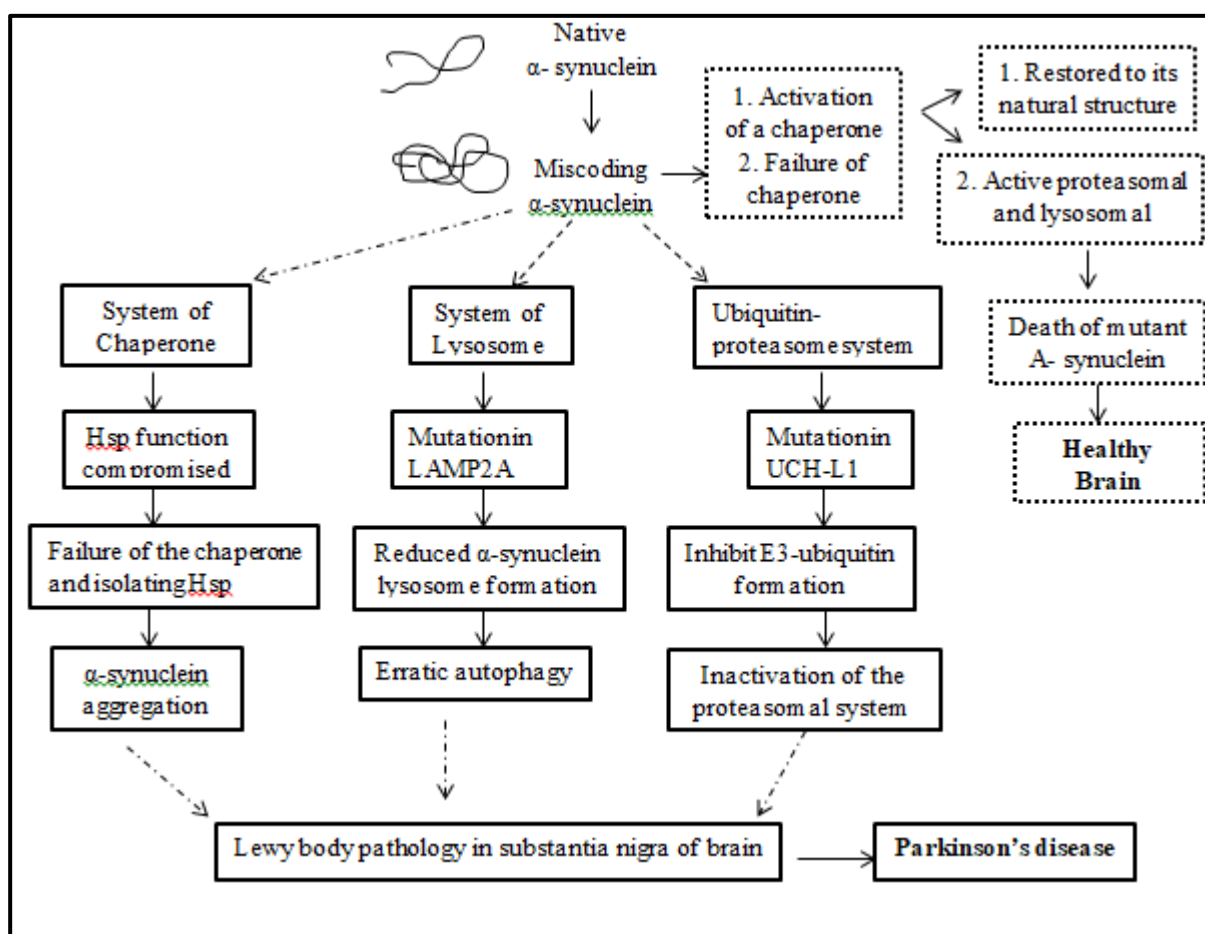 Native
α- synuclein
1. Activation
of a chaperone
2. Failure of
chaperone
1. Restored to its
natural structure
Miscoding
α-synuclein
2. Active proteasomal
and lysosomal
System of
Chaperone
System of
Lysosome
Ubiquitin-
proteasome system
Death of mutant
A- synuclein
Hsp function
compromised
Mutationin
LAMP2A
Mutationin
UCH-L1
Healthy
Brain
Failure of the chaperone
and isolating Hsp
Reduced α-synuclein
lysosome formation
Inhibit E3-ubiquitin
formation
α-synuclein
aggregation
Erratic autophagy
Inactivation of the
proteasomal system
Lewy body pathology in substantia nigra of brain
Parkinson's disease